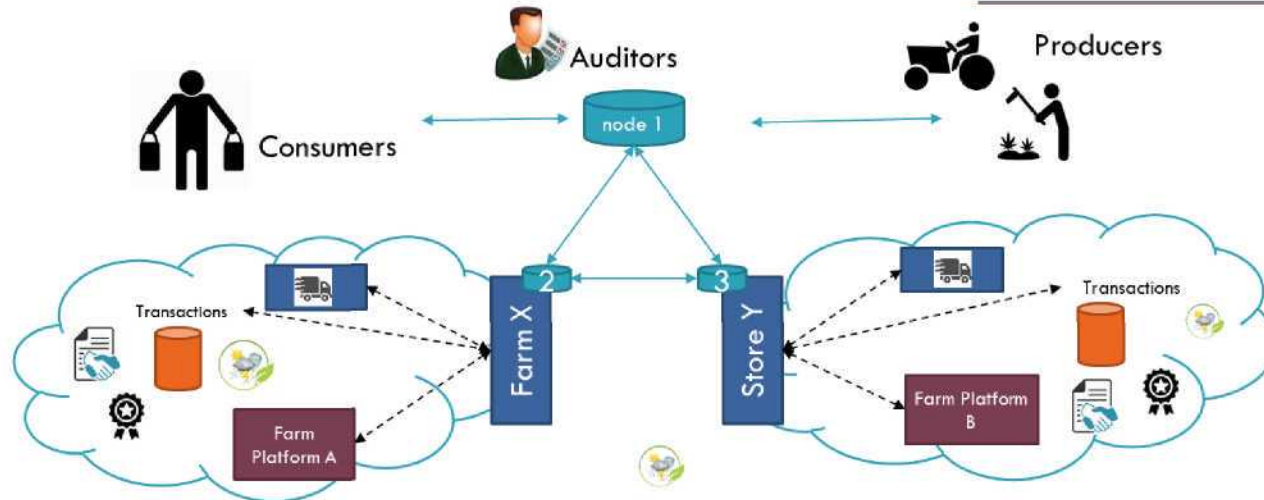 Auditors
Producers
Consumers
node 1
2
3
Transactions
Farm X
Store Y
Transactions
Farm
Platform A
Farm Platform
B